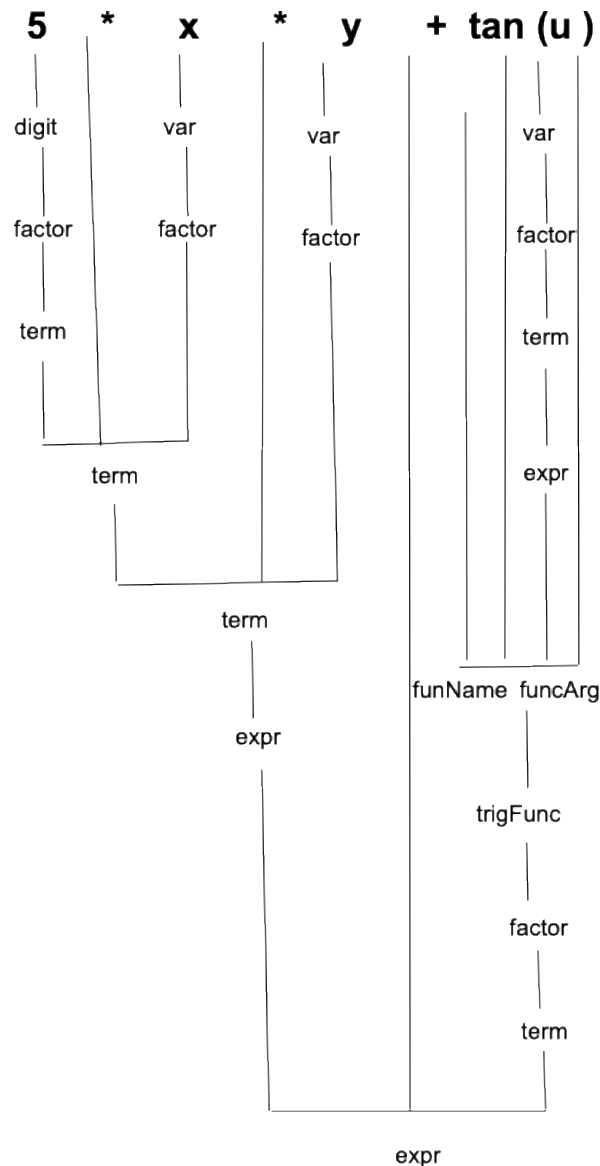 5 * x * y + tan (u )
digit var var var
factor factor factor factor
term term
term expr
term
funName funcArg
expr
trigFunc
factor
term
expr